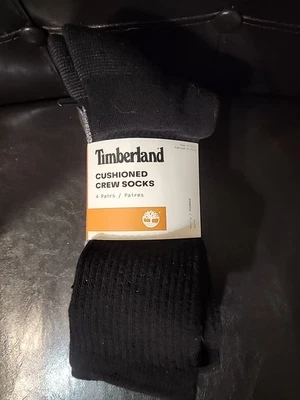 Timberland
CUSHIONED
CREW SOCKS
4 Pairs / Paires